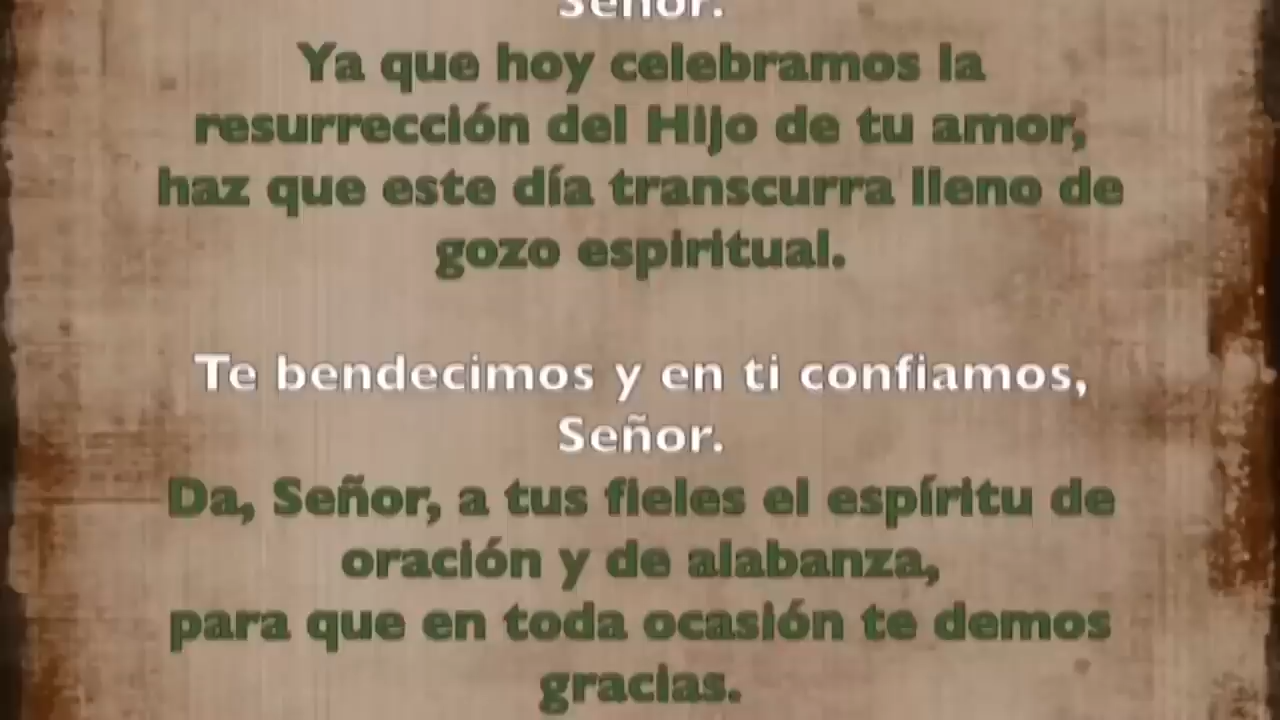 Señor.
Ya que hoy celebramos la
resurrección del Hijo de tu amor,
haz que este día transcurra lleno de
gozo espiritual.
Te bendecimos y en ti confiamos,
Señor.
Da, Señor, a tus fieles el espíritu de
oración y de alabanza,
para que en toda ocasión te demos
gracias.